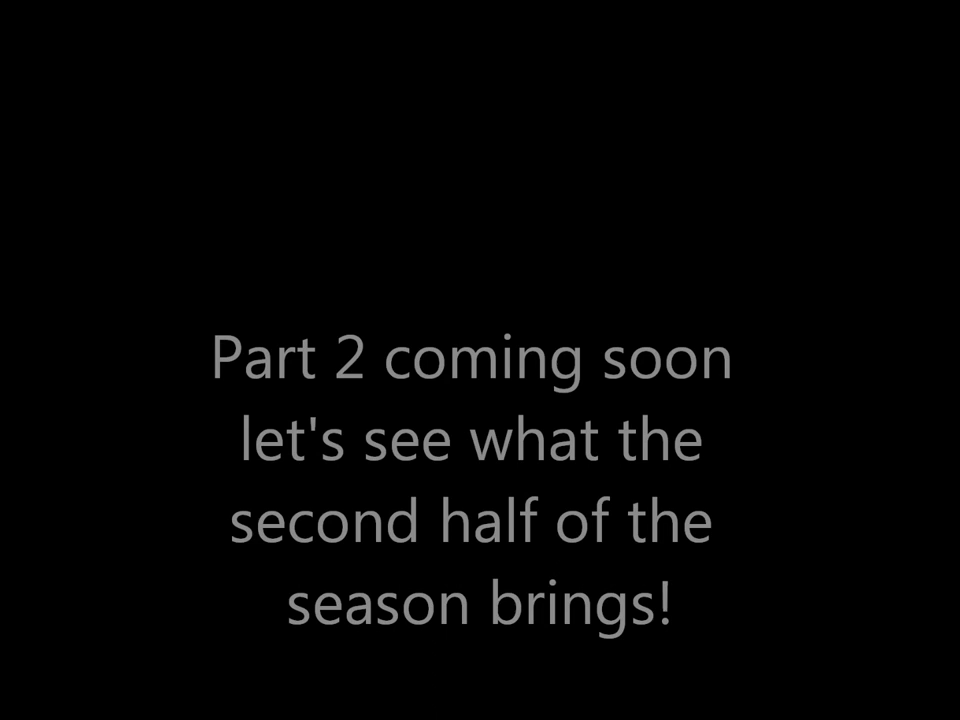 Part 2 coming soon
let's see what the
second half of the
season brings!